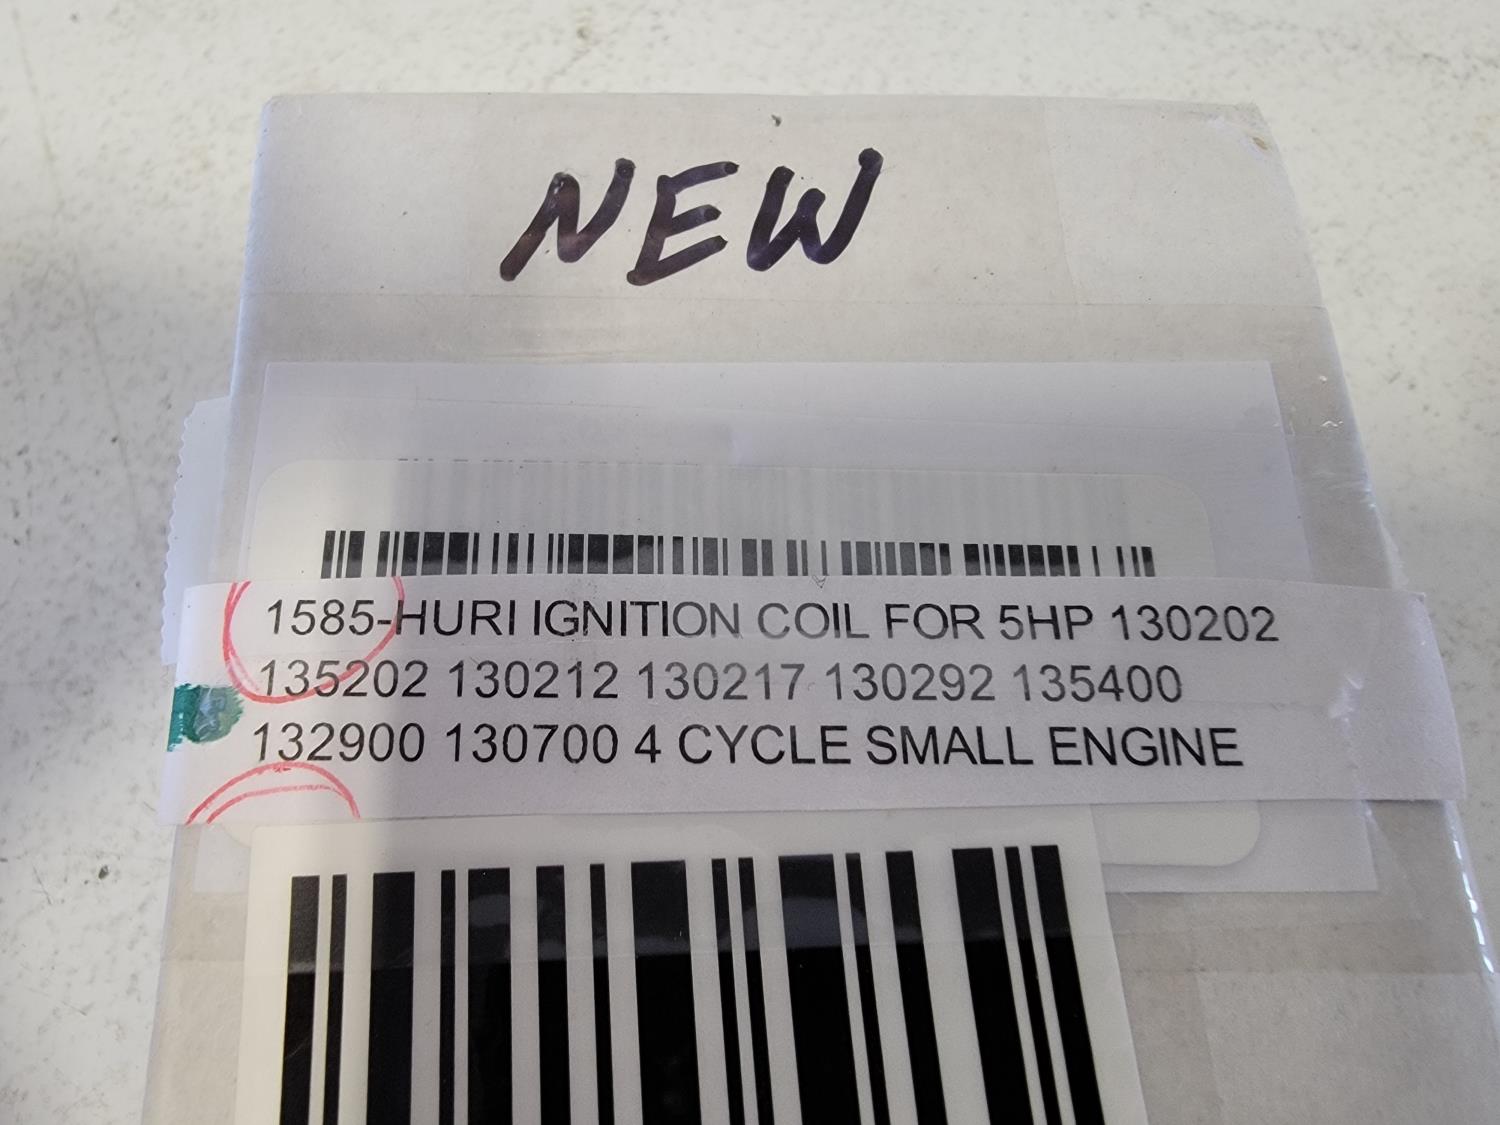 NEW
1585-HURI IGNITION COIL FOR 5HP 130202
135202 130212 130217 130292 135400
132900 130700 4 CYCLE SMALL ENGINE